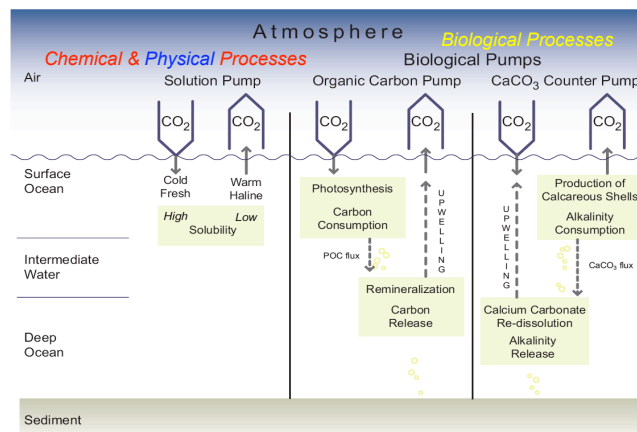 Atmosphere
Biological Processes
Chemical & Physical Processes
Biological Pumps
Air
Solution Pump
Organic Carbon Pump
CaCO3 Counter Pump
CO2
CO2
CO2
CO2
CO2
CO2
Surface
Ocean
Cold
Fresh
Warm
Haline
High
Low
Solubility
Photosynthesis
Carbon
Consumption
UPWELLING
UPWELLING
Production of
Calcareous Shells
Alkalinity
Consumption
Intermediate
Water
POC flux
CaCO3 flux
Remineralization
Carbon
Release
Calcium Carbonate
Re-dissolution
Alkalinity
Release
Deep
Ocean
Sediment